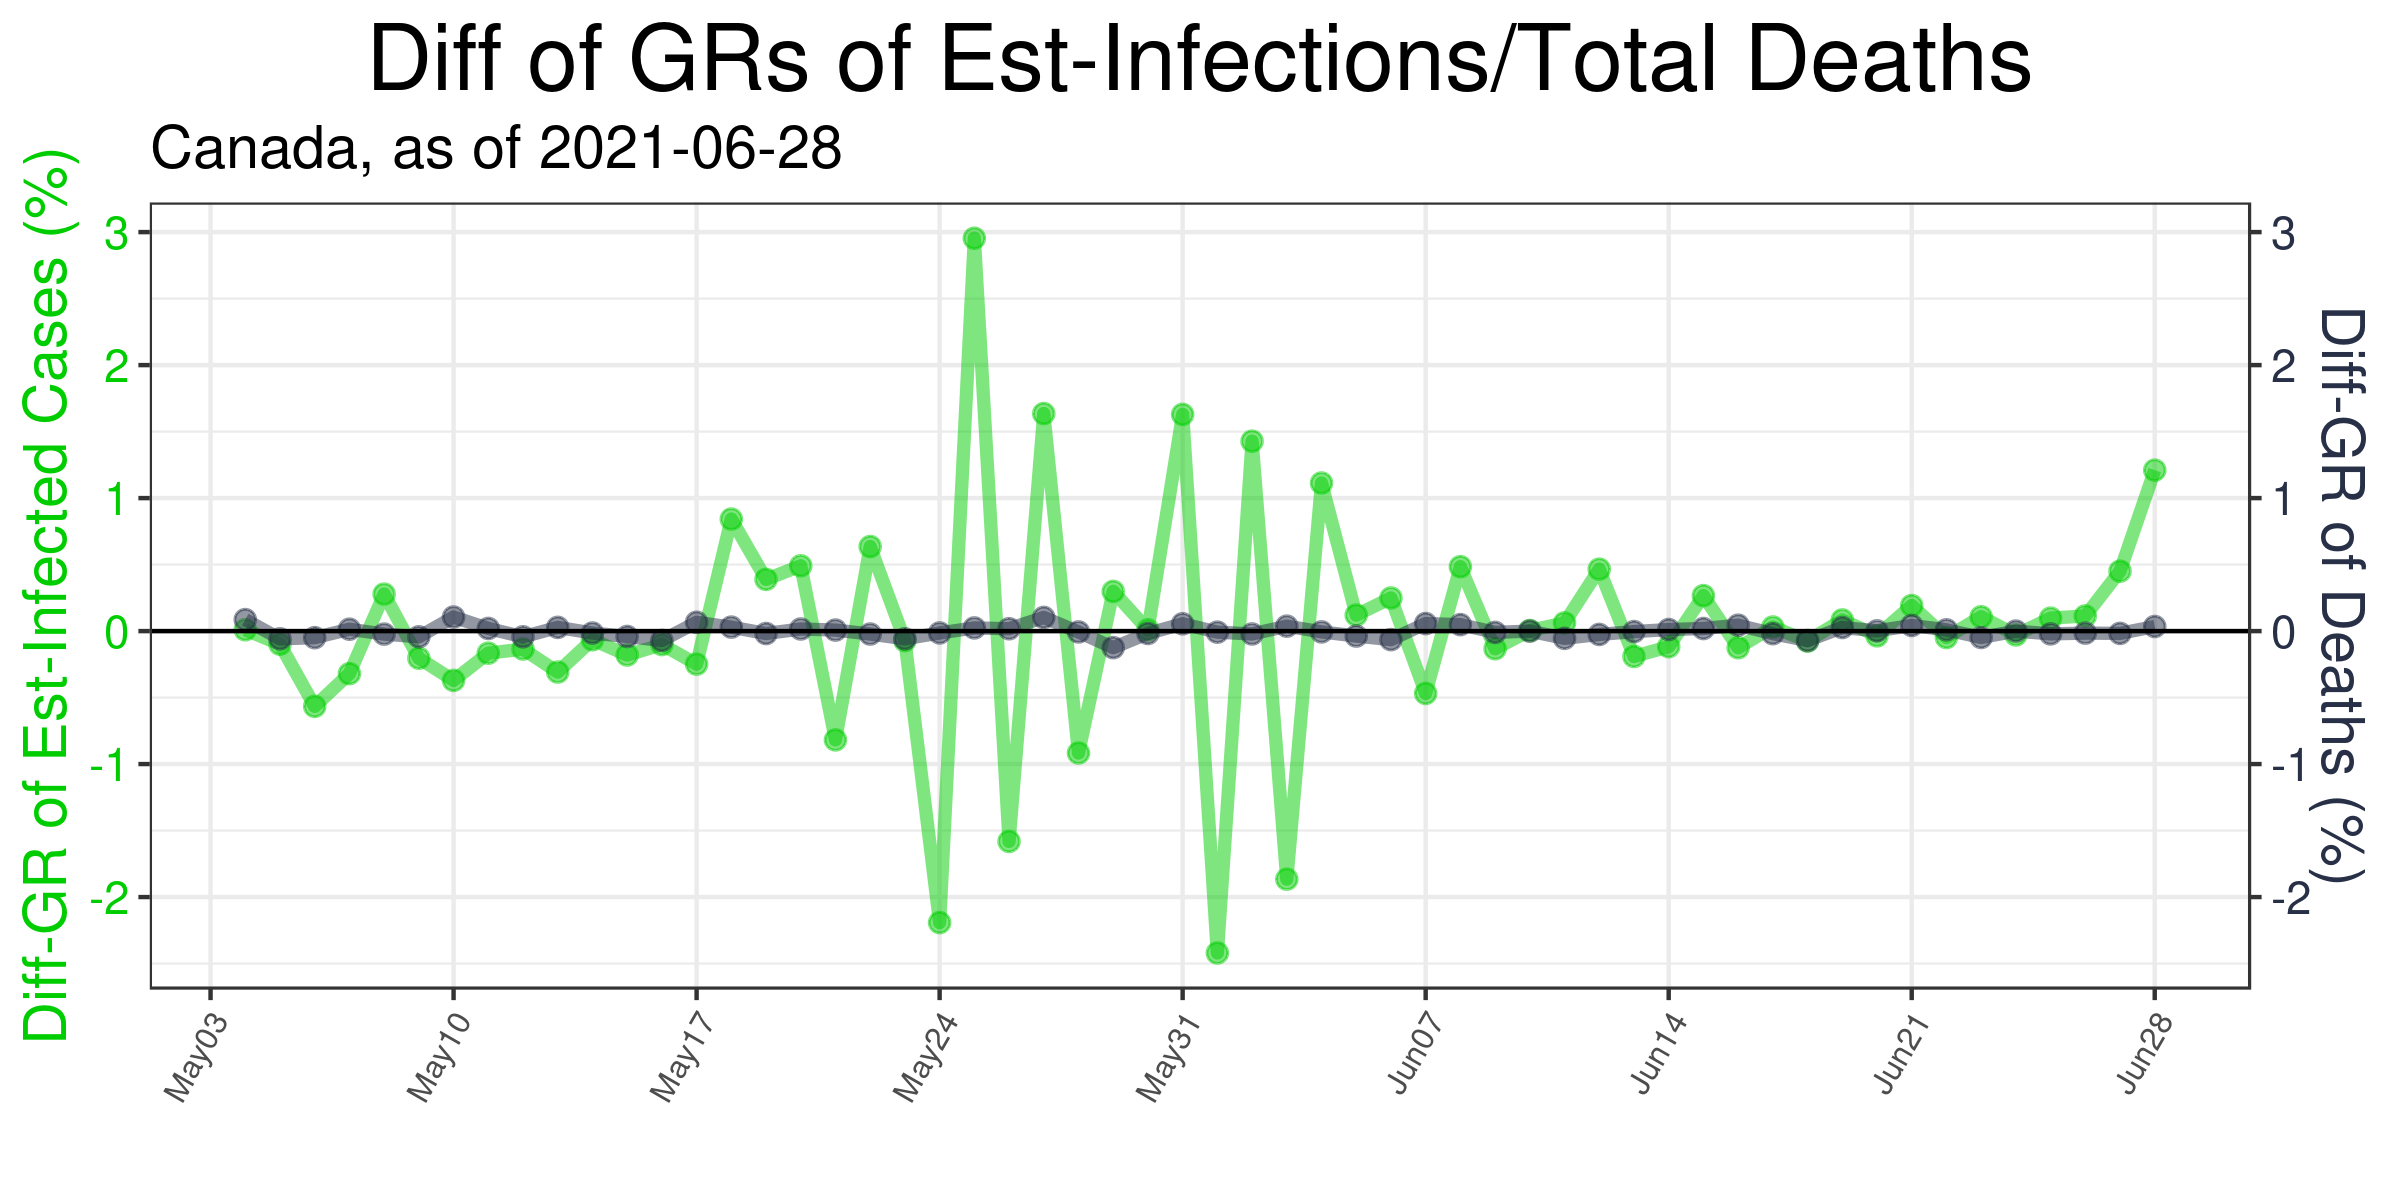 Diff of GRs of Est-Infections/Total Deaths
Canada, as of 2021-06-28
Diff-GR of Est-Infected Cases (%)
3
2
1
0
-1
-2
3
2
1
0
-1
-2
Diff-GR of Deaths (%)
May03
May10
May17
May24
May31
Jun07
Jun14
Jun21
Jun28